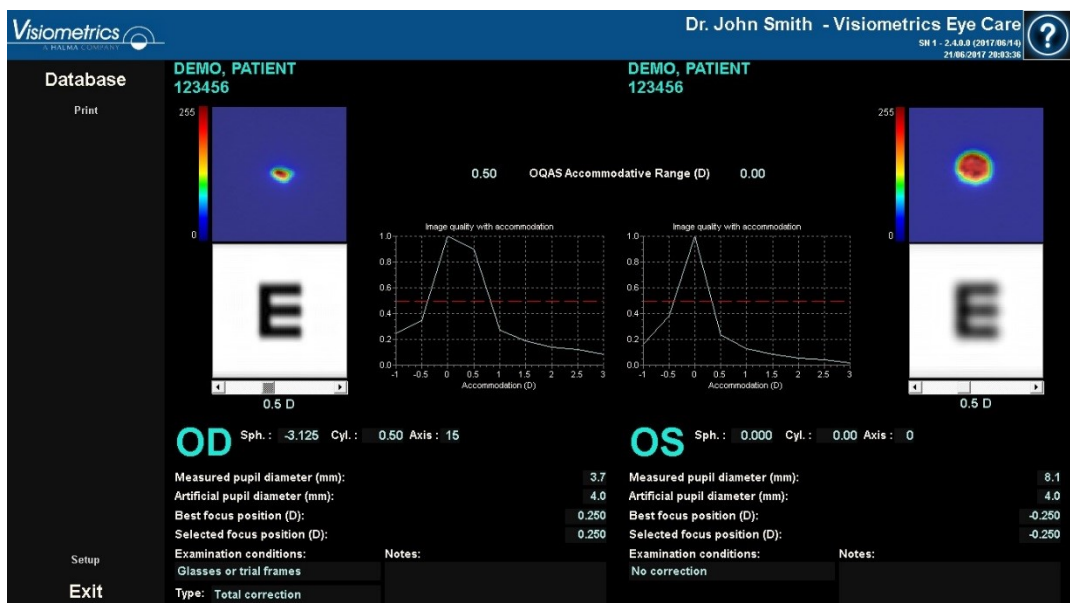 Visiometrics
A HALMA COMPANY
Dr. John Smith - Visiometrics Eye Care
SN 1 - 2.4.0.0 (2017/06/14)
21/06/2017 20:03:36
?
Database
Print
Setup
Exit
DEMO, PATIENT
123456
DEMO, PATIENT
123456
255
0
255
0
0.50 OQAS Accommodative Range (D) 0.00
Image quality with accommodation
1.0
0.8
0.6
0.4
0.2
0.0
-1 -0.5 0 0.5 1 1.5 2 2.5 3
Accommodation (D)
Image quality with accommodation
1.0
0.8
0.6
0.4
0.2
0.0
-1 -0.5 0 0.5 1 1.5 2 2.5 3
Accommodation (D)
E
0.5 D
E
0.5 D
OD Sph.: -3.125 Cyl.: 0.50 Axis: 15
Measured pupil diameter (mm): 3.7
Artificial pupil diameter (mm): 4.0
Best focus position (D): 0.250
Selected focus position (D): 0.250
Examination conditions: Notes:
Glasses or trial frames
Type: Total correction
OS Sph.: 0.000 Cyl.: 0.00 Axis: 0
Measured pupil diameter (mm): 8.1
Artificial pupil diameter (mm): 4.0
Best focus position (D): -0.250
Selected focus position (D): -0.250
Examination conditions: Notes:
No correction